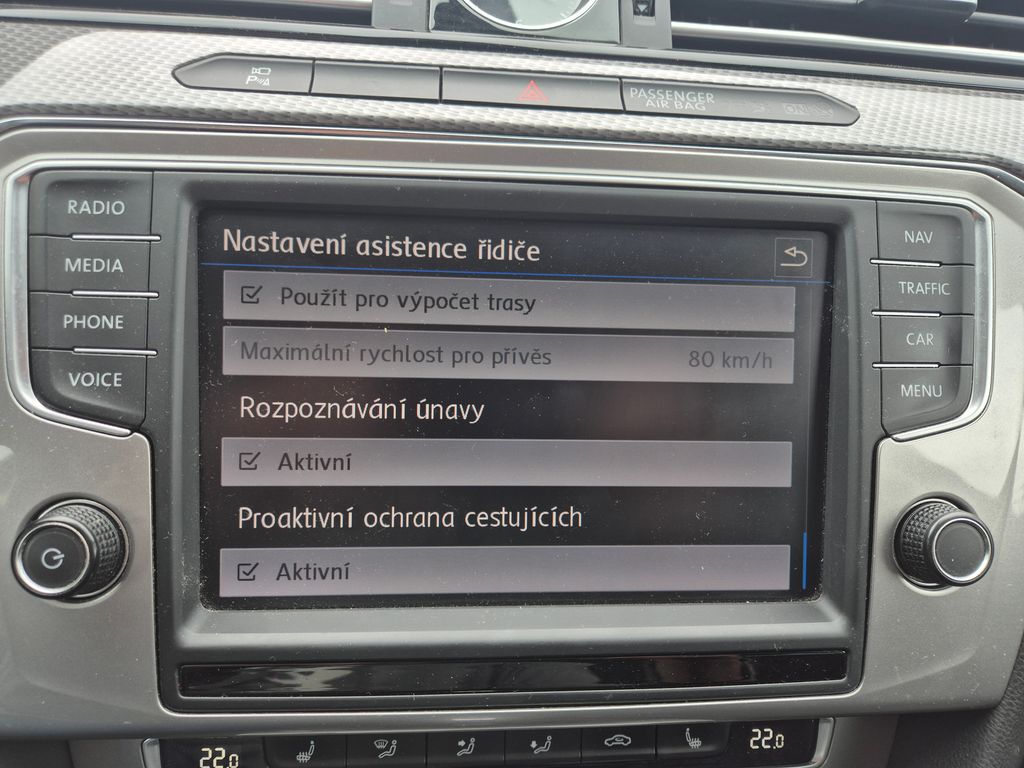 P
PASSENGER
AIR BAG
ON
RADIO
MEDIA
PHONE
VOICE
Nastavení asistence řidiče
Použít pro výpočet trasy
Maximální rychlost pro přívěs 80 km/h
Rozpoznávání únavy
Aktivní
Proaktivní ochrana cestujících
Aktivní
NAV
TRAFFIC
CAR
MENU
22.0
22.0